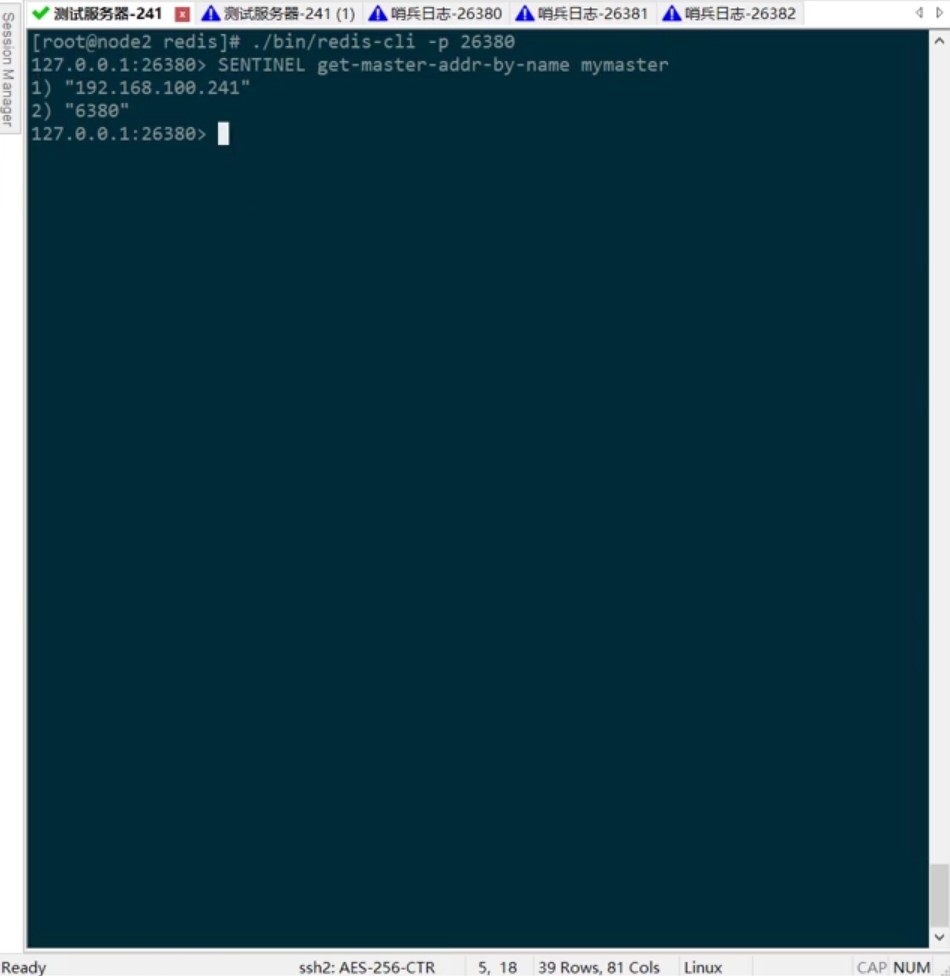 测试服务器-241 测试服务器-241 (1) 哨兵日志-26380 哨兵日志-26381 哨兵日志-26382
Session Manager
[root@node2 redis]# ./bin/redis-cli -p 26380
127.0.0.1:26380> SENTINEL get-master-addr-by-name mymaster
1) "192.168.100.241"
2) "6380"
127.0.0.1:26380>
Ready ssh2: AES-256-CTR 5, 18 39 Rows, 81 Cols Linux CAP NUM